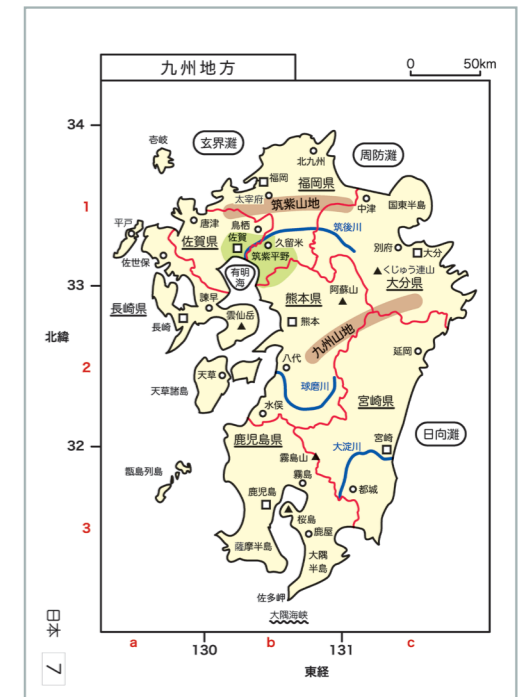 九州地方
0 50km
34
壱岐
玄界灘
周防灘
北九州
福岡
福岡県
太宰府
筑紫山地
中津
国東半島
1
平戸
唐津
鳥栖
筑後川
佐賀県
佐賀
久留米
別府
大分
佐世保
筑紫平野
有明海
くじゅう連山
大分県
33
長崎県
諫早
熊本県
阿蘇山
長崎
雲仙岳
熊本
北緯
九州山地
延岡
2
八代
天草
天草諸島
球磨川
宮崎県
水俣
鹿児島県
大淀川
宮崎
日向灘
32
霧島山
甑島列島
霧島
都城
鹿児島
桜島
3
鹿屋
薩摩半島
大隅半島
佐多岬
大隅海峡
a b c
130 131
東経
日本 7